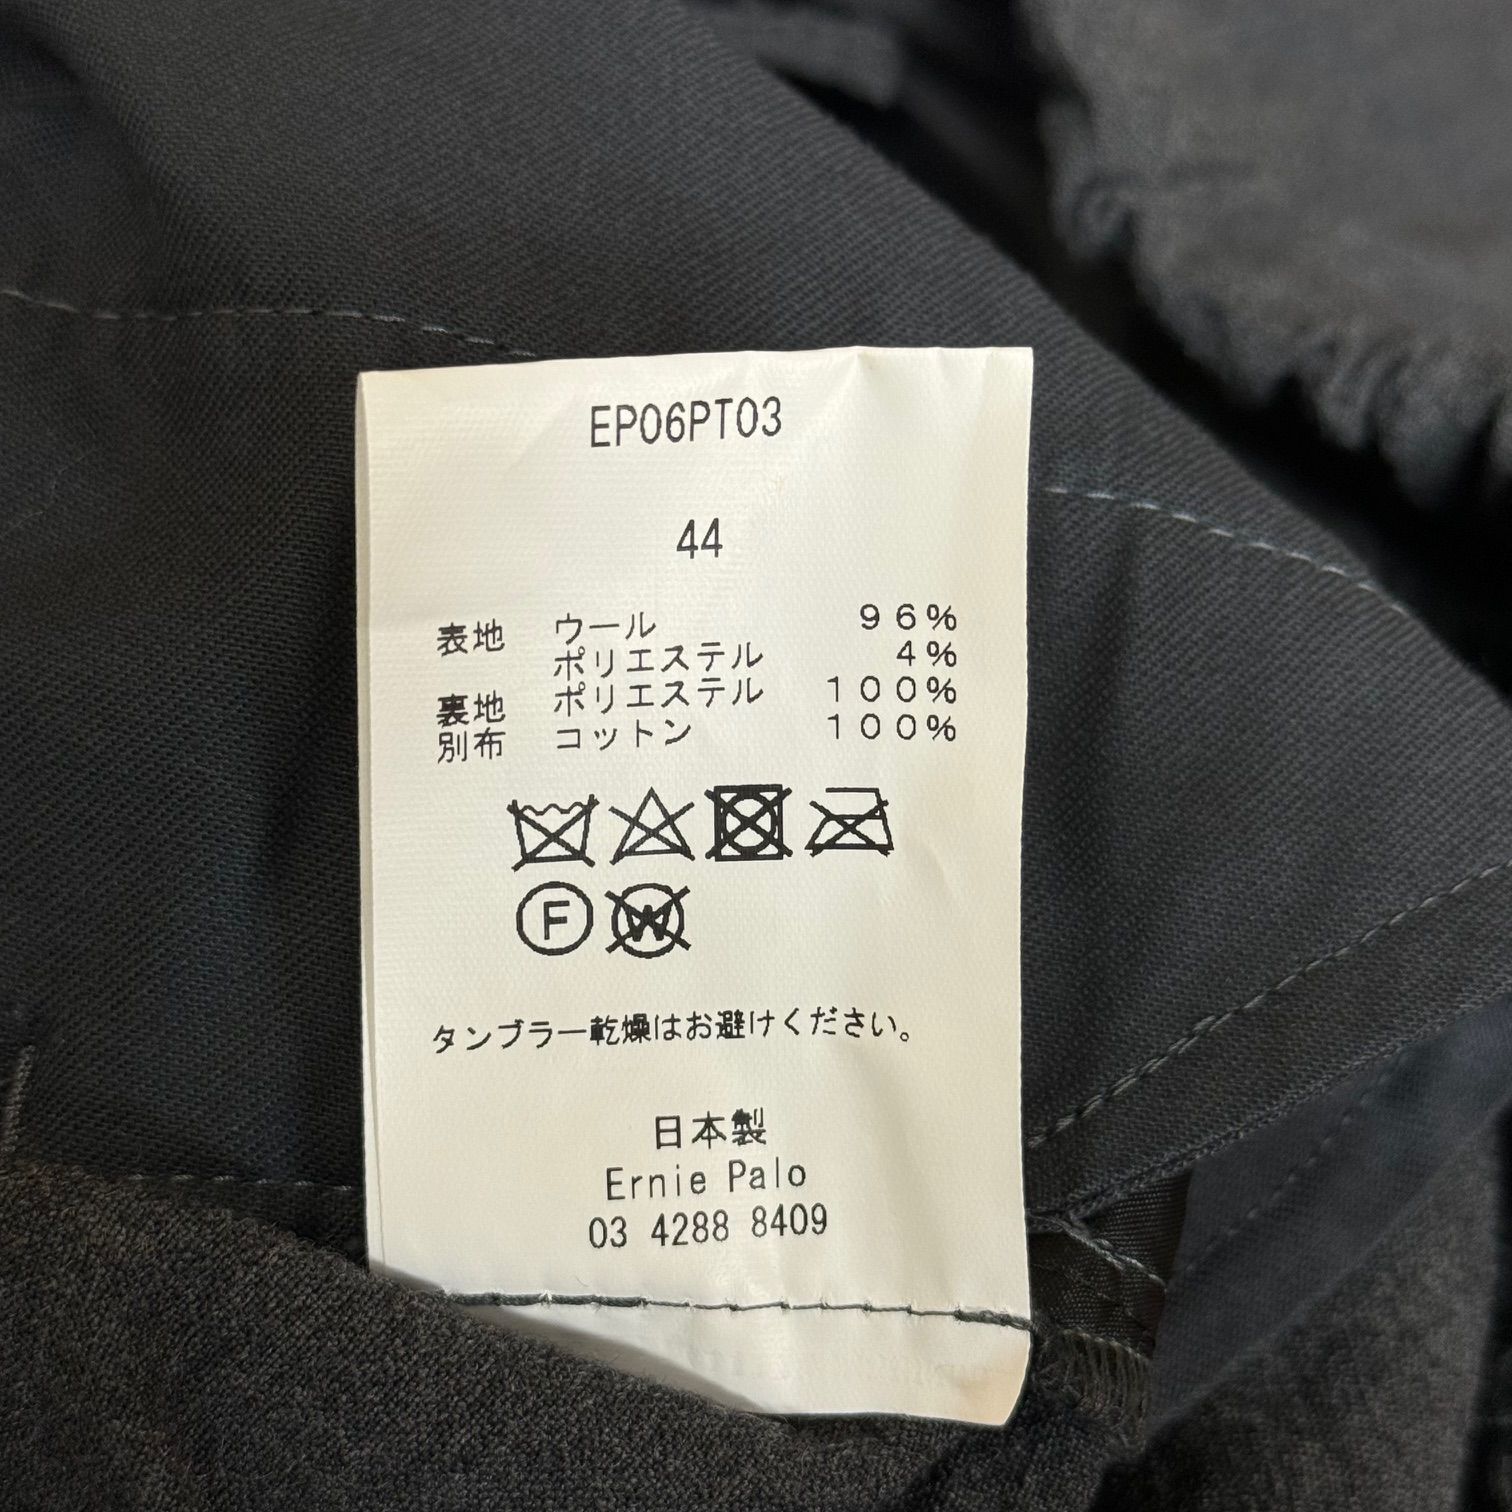 EP06PT03
44
表地 ウール 96%
ポリエステル 4%
裏地 ポリエステル 100%
別布 コットン 100%
F W
タンブラー乾燥はお避けください。
日本製
Ernie Palo
03 4288 8409